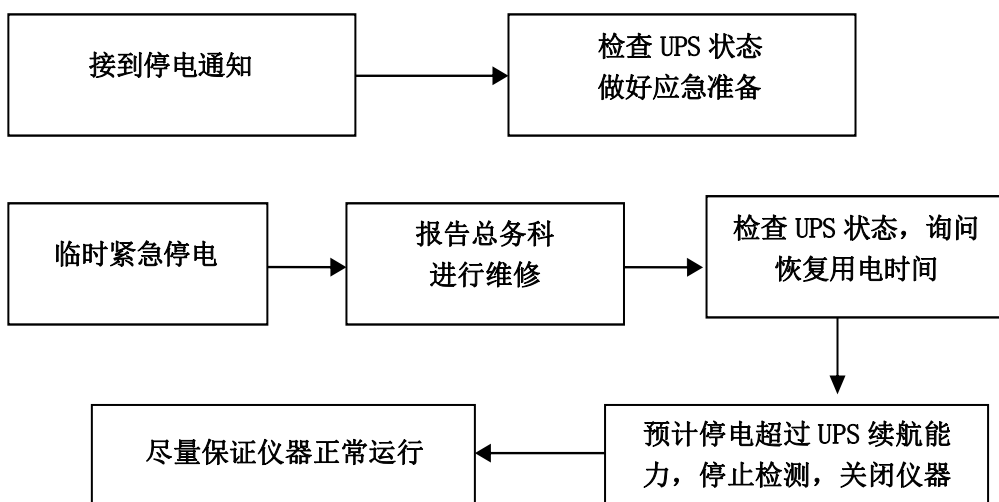 接到停电通知
检查 UPS 状态
做好应急准备
临时紧急停电
报告总务科
进行维修
检查 UPS 状态，询问
恢复用电时间
预计停电超过 UPS 续航能
力，停止检测，关闭仪器
尽量保证仪器正常运行